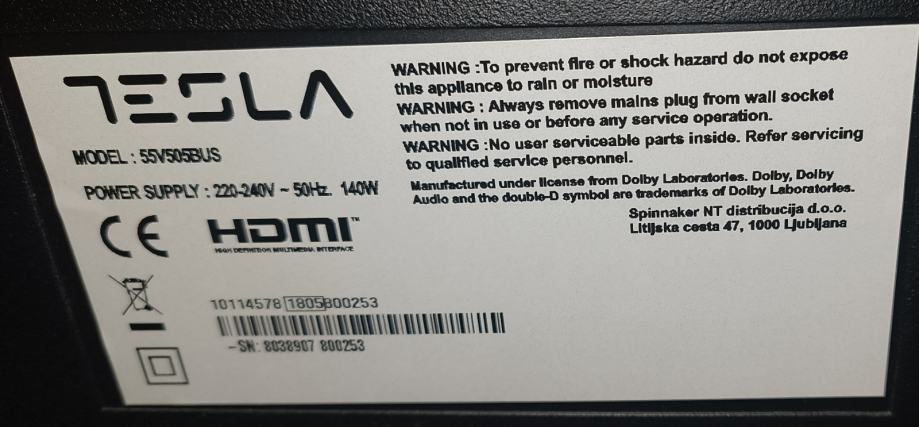 TESLA
MODEL : 55V505BUS
POWER SUPPLY : 220-240V ~ 50Hz. 140W
CE HDMI™
HIGH DEFINITION MULTIMEDIA INTERFACE
10114578 1805800253
-SN: 8038907 800253
WARNING :To prevent fire or shock hazard do not expose
this appliance to rain or moisture
WARNING : Always remove mains plug from wall socket
when not in use or before any service operation.
WARNING :No user serviceable parts inside. Refer servicing
to qualified service personnel.
Manufactured under license from Dolby Laboratories. Dolby, Dolby
Audio and the double-D symbol are trademarks of Dolby Laboratories.
Spinnaker NT distribucija d.o.o.
Litijska cesta 47, 1000 Ljubljana